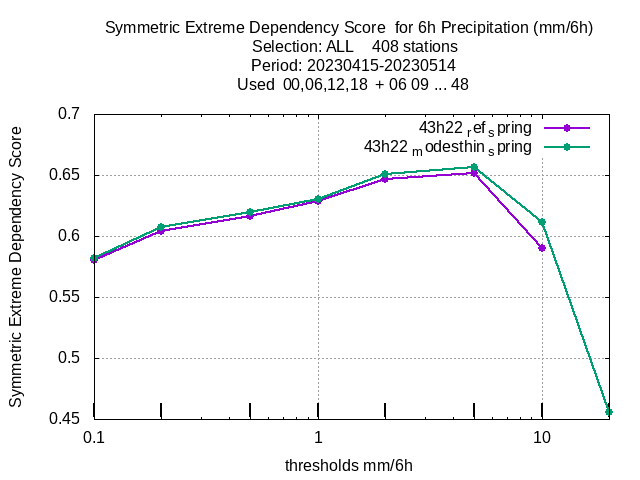 Symmetric Extreme Dependency Score for 6h Precipitation (mm/6h)
Selection: ALL 408 stations
Period: 20230415-20230514
Used 00,06,12,18 + 06 09 ... 48
43h22 ref spring
43h22 modesthin spring
Symmetric Extreme Dependency Score
0.7
0.65
0.6
0.55
0.5
0.45
0.1
1
10
thresholds mm/6h